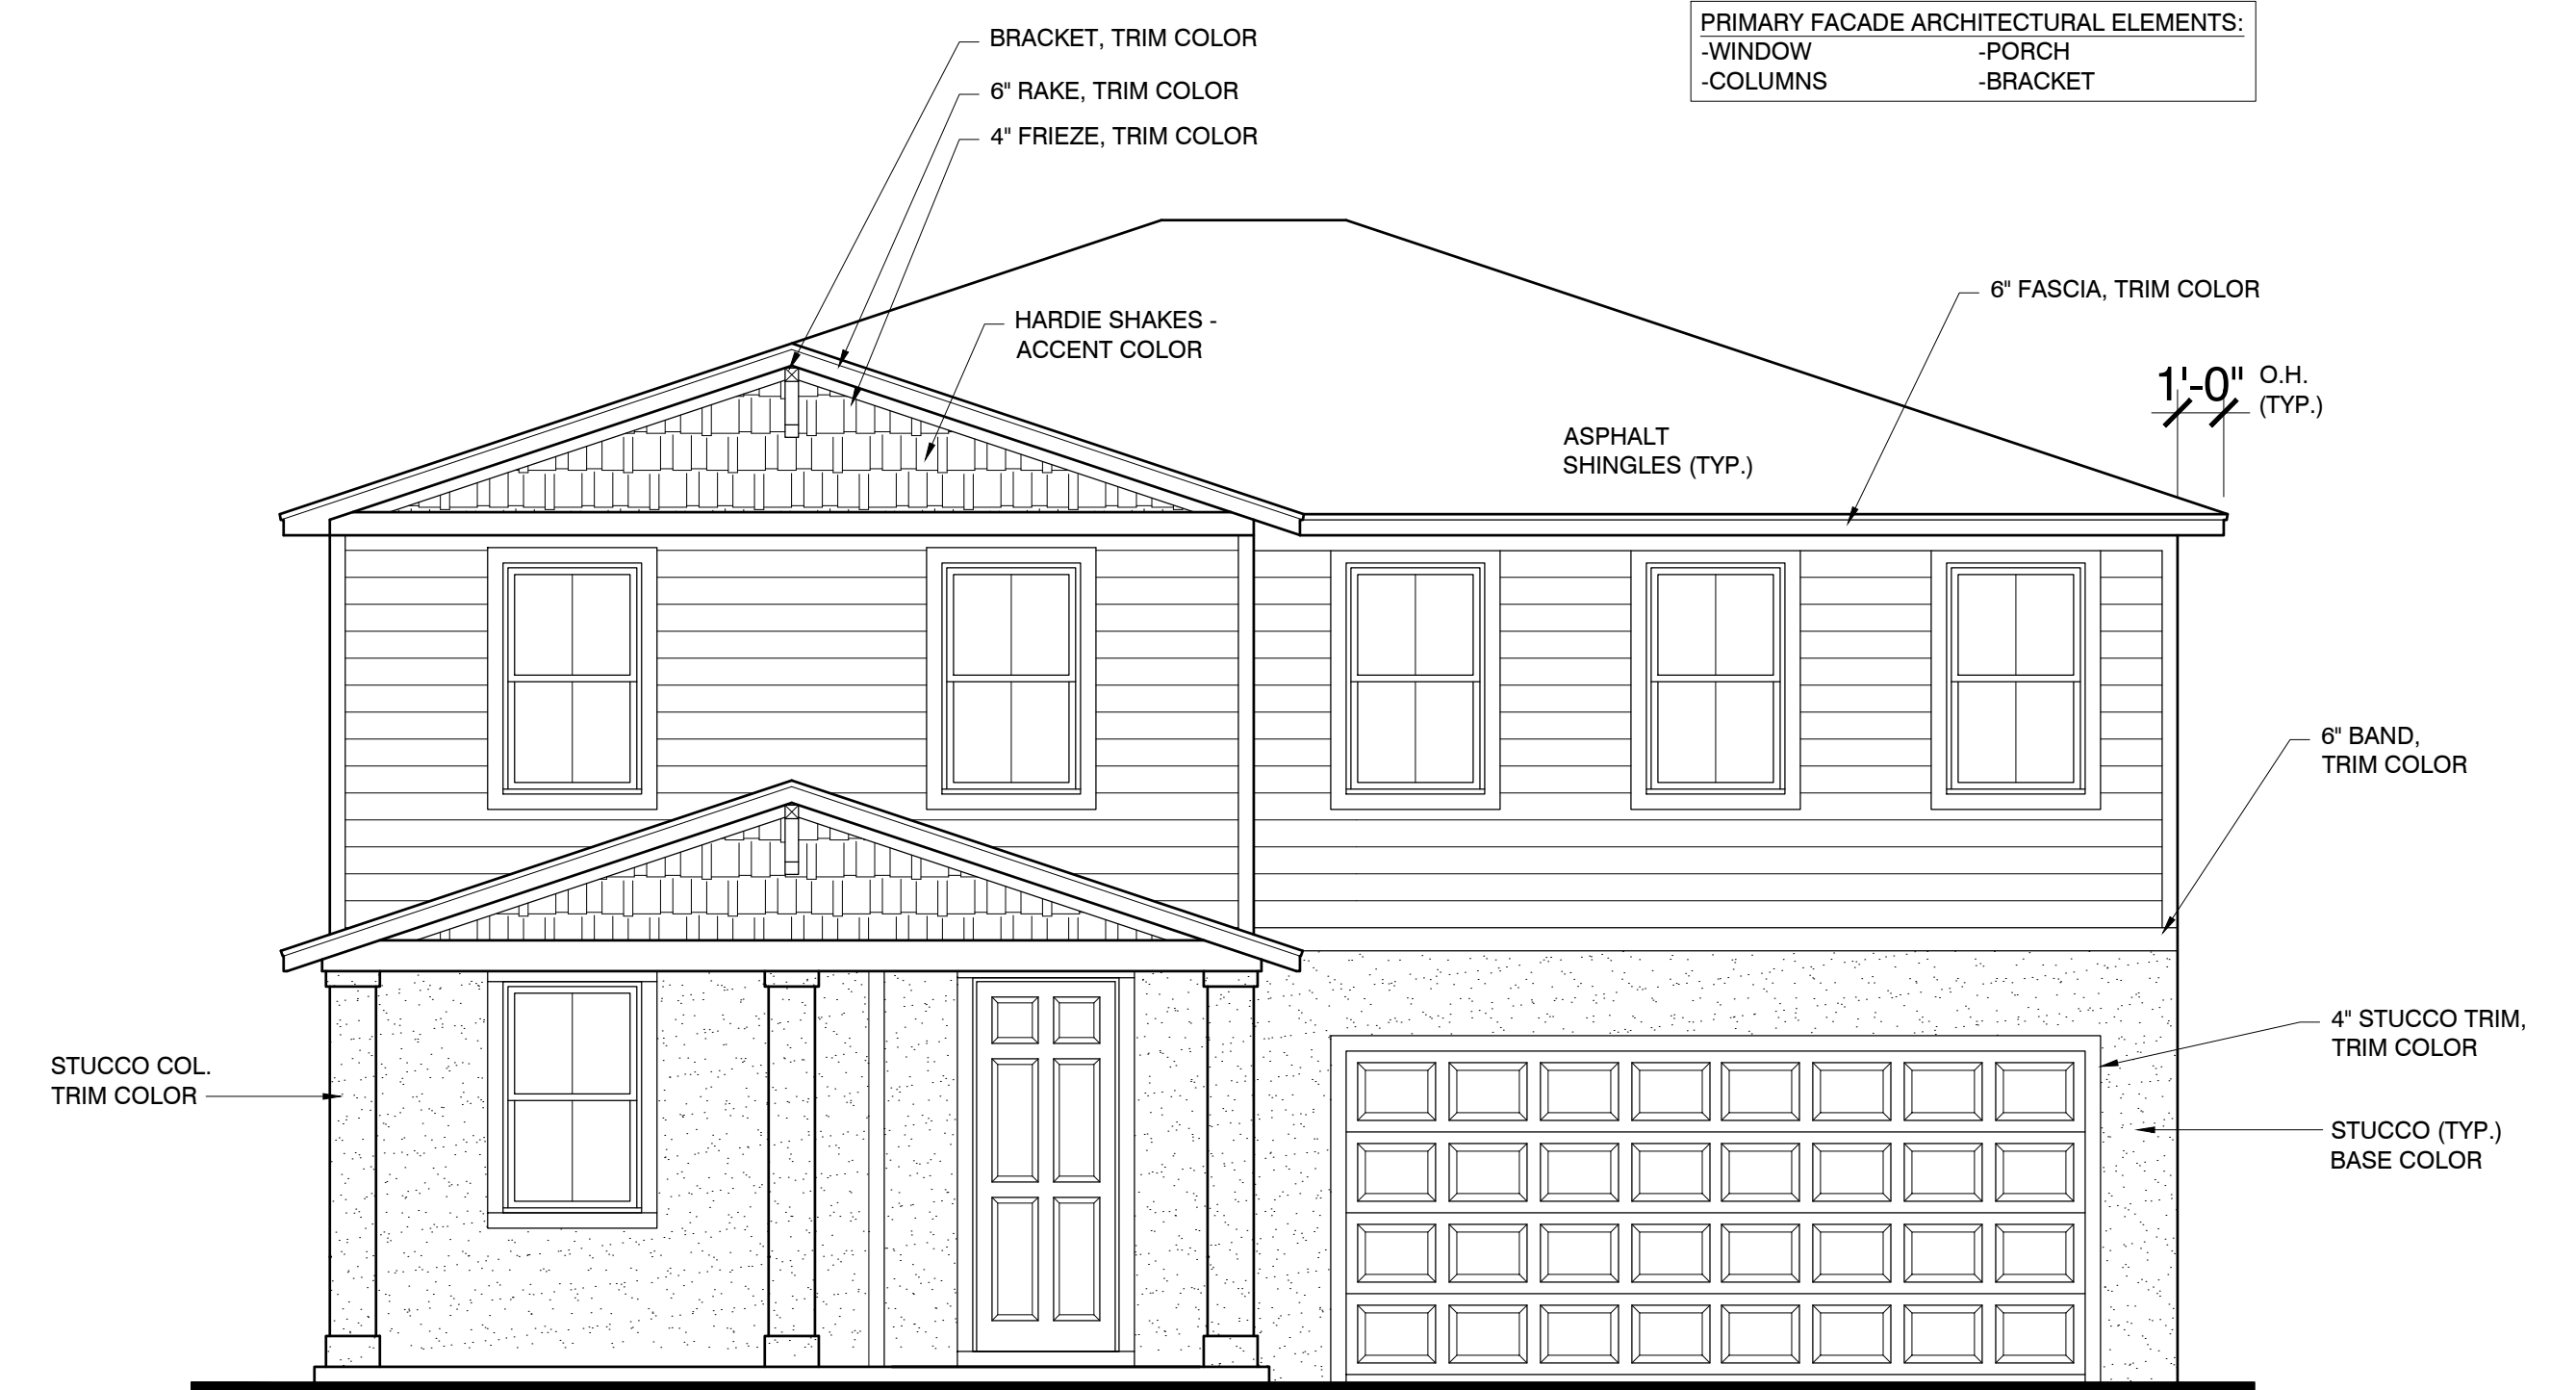 BRACKET, TRIM COLOR
6" RAKE, TRIM COLOR
4" FRIEZE, TRIM COLOR
PRIMARY FACADE ARCHITECTURAL ELEMENTS:
-WINDOW -PORCH
-COLUMNS -BRACKET
HARDIE SHAKES -
ACCENT COLOR
6" FASCIA, TRIM COLOR
1'-0" O.H.
(TYP.)
ASPHALT
SHINGLES (TYP.)
6" BAND,
TRIM COLOR
STUCCO COL.
TRIM COLOR
4" STUCCO TRIM,
TRIM COLOR
STUCCO (TYP.)
BASE COLOR